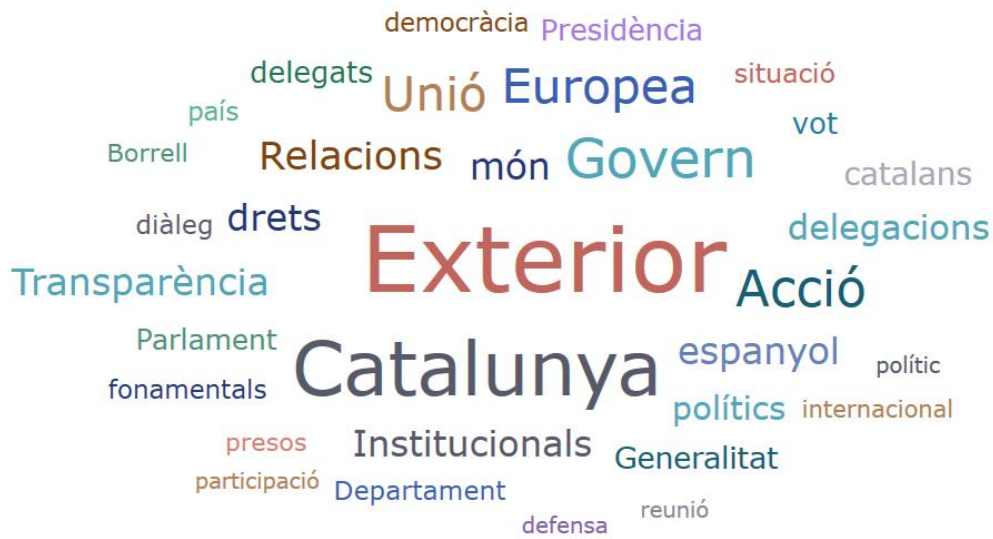 democràcia Presidència
delegats Unió Europea situació
país vot
Borrell Relacions món Govern catalans
diàleg drets delegacions
Exterior
Transparència Acció
Parlament espanyol polític
fonamentals Catalunya polítics internacional
presos Institucionals Generalitat
participació Departament
defensa reunió